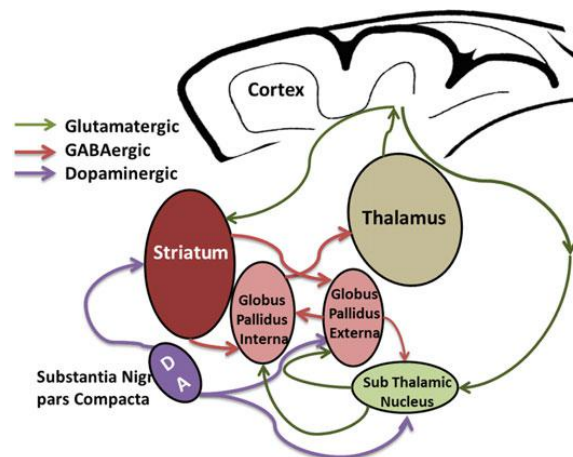 Cortex
Glutamatergic
GABAergic
Dopaminergic
Thalamus
Striatum
Globus
Pallidus
Interna
Globus
Pallidus
Externa
D
A
Substantia Nigr
pars Compacta
Sub Thalamic
Nucleus